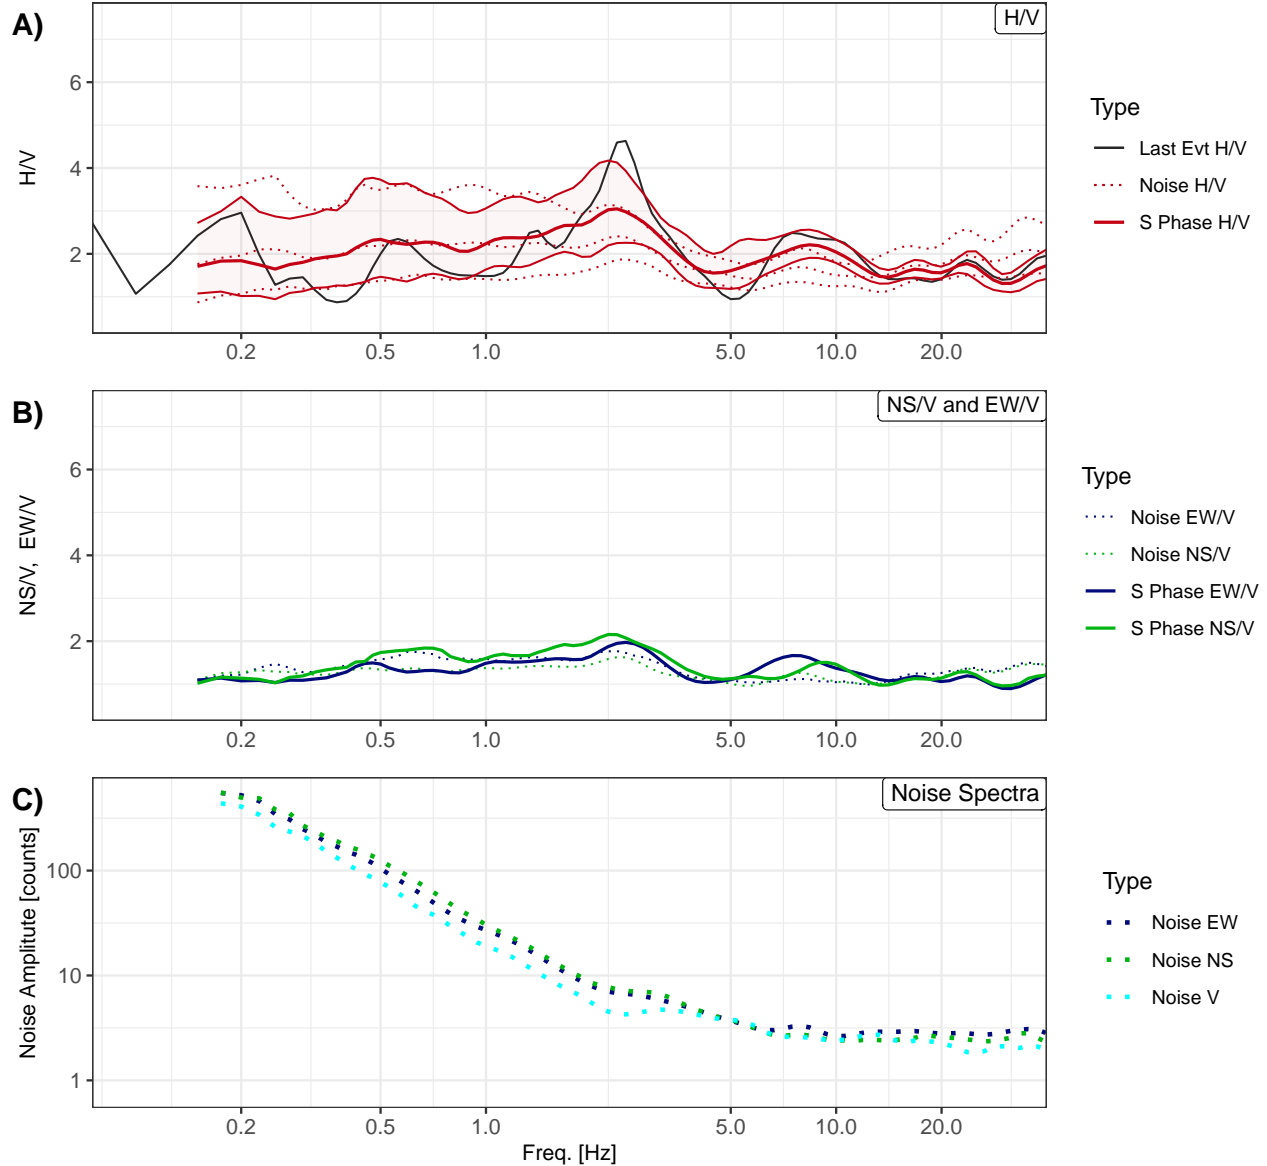 A)
H/V
6
4
2
H/V
0.2
0.5
1.0
5.0
10.0
20.0
Type
Last Evt H/V
Noise H/V
S Phase H/V
B)
NS/V and EW/V
6
4
2
NS/V,  EW/V
0.2
0.5
1.0
5.0
10.0
20.0
Type
Noise EW/V
Noise NS/V
S Phase EW/V
S Phase NS/V
C)
Noise Spectra
100
10
1
Noise Amplitute [counts]
0.2
0.5
1.0
5.0
10.0
20.0
Freq. [Hz]
Type
Noise EW
Noise NS
Noise V